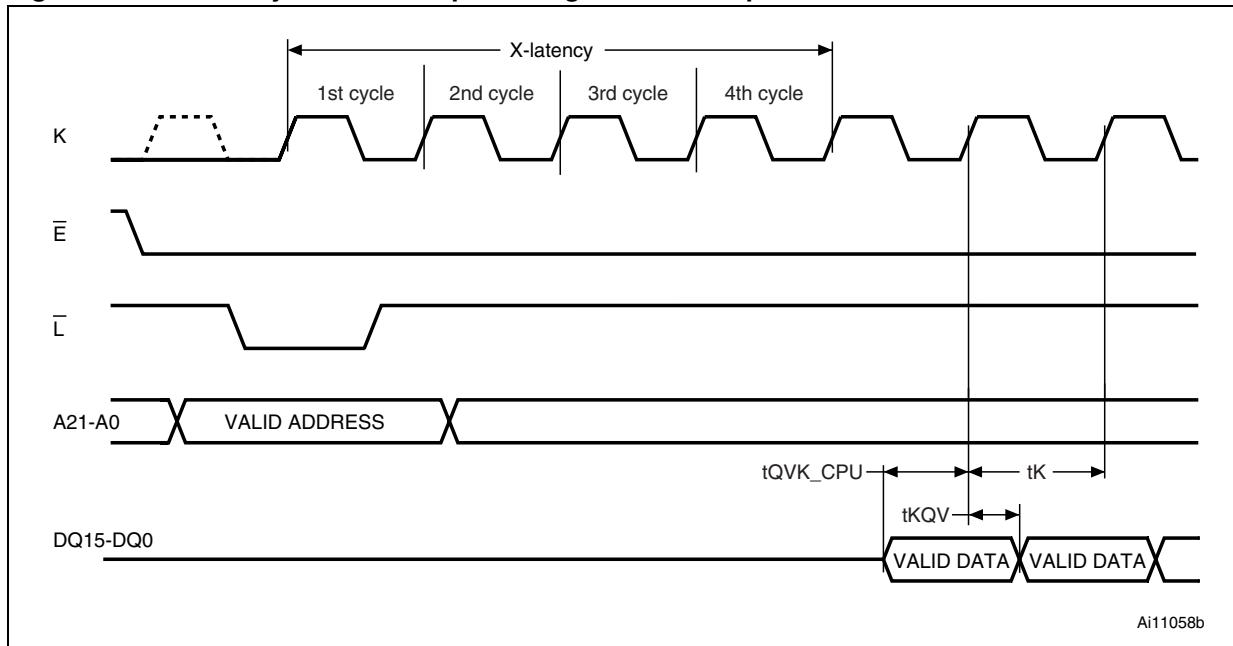 X-latency
1st cycle
2nd cycle
3rd cycle
4th cycle
K
E
L
A21-A0
VALID ADDRESS
tQVK_CPU
tK
tKQV
DQ15-DQ0
VALID DATA
VALID DATA
Ai11058b